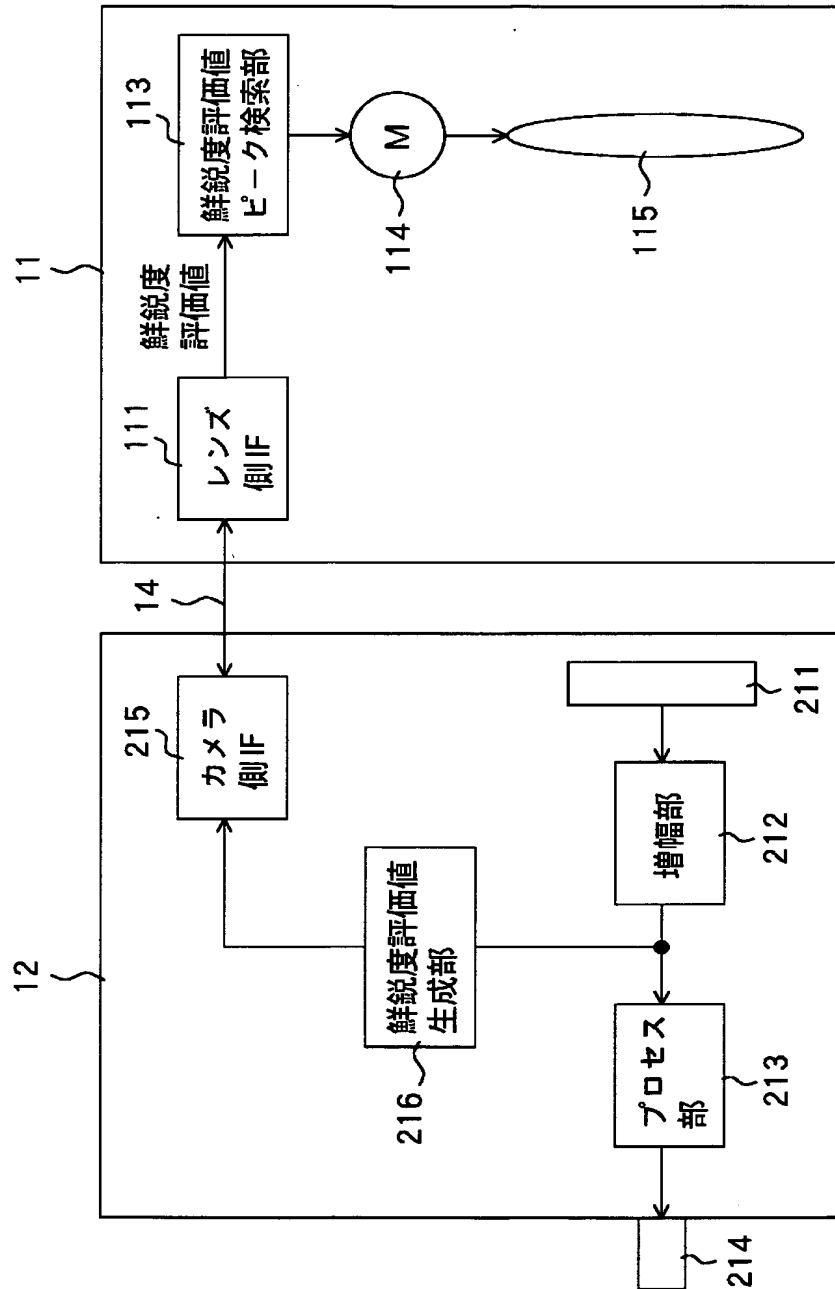 12
215
カメラ
側IF
14
鮮鋭度評価値
生成部
216
211
増幅部
212
プロセス
部
213
214
11
111
レンズ
側IF
鮮鋭度
評価値
113
鮮鋭度評価値
ピーク検索部
M
114
115